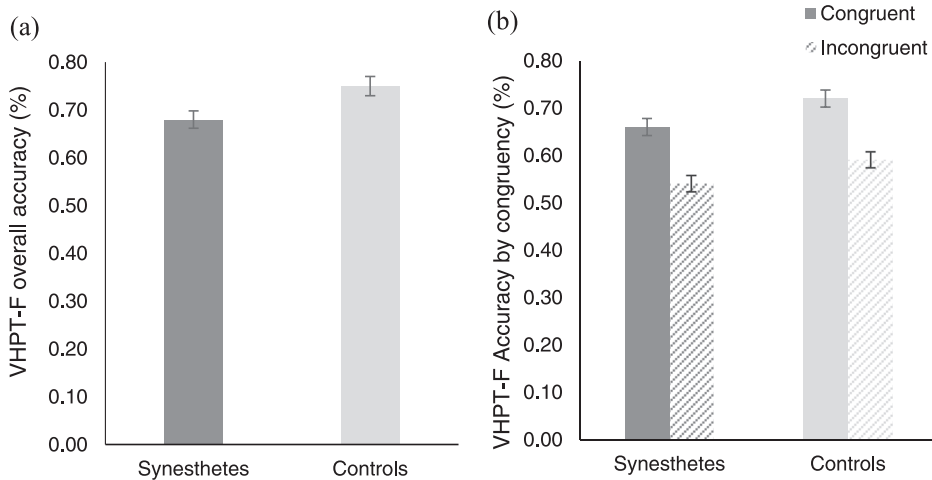 (a)
VHPT-F overall accuracy (%)
0.80
0.70
0.60
0.50
0.40
0.30
0.20
0.10
0.00
Synesthetes
Controls
(b)
Congruent
Incongruent
VHPT-F Accuracy by congruency (%)
0.80
0.70
0.60
0.50
0.40
0.30
0.20
0.10
0.00
Synesthetes
Controls